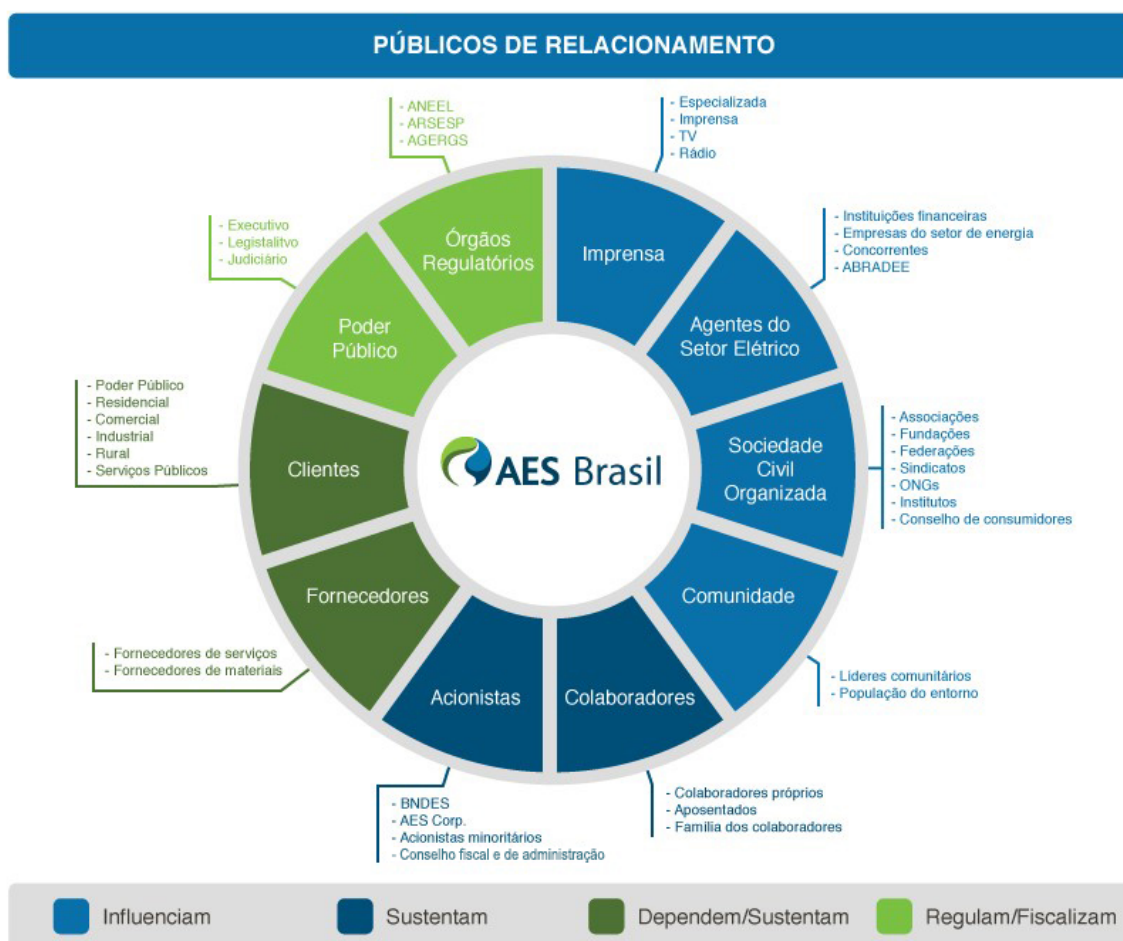 PÚBLICOS DE RELACIONAMENTO
- ANEEL
- ARSESP
- AGERGS
- Especializada
- Imprensa
- TV
- Rádio
- Executivo
- Legistalitvo
- Judiciário
- Instituições financeiras
- Empresas do setor de energia
- Concorrentes
- ABRADEE
Órgãos
Regulatórios
Imprensa
Poder
Público
Agentes do
Setor Elétrico
- Poder Público
- Residencial
- Comercial
- Industrial
- Rural
- Serviços Públicos
Clientes
AES Brasil
Sociedade
Civil
Organizada
- Associações
- Fundações
- Federações
- Sindicatos
- ONGs
- Institutos
- Conselho de consumidores
Fornecedores
Comunidade
- Fornecedores de serviços
- Fornecedores de materiais
Acionistas
Colaboradores
- Líderes comunitários
- População do entorno
- BNDES
- AES Corp.
- Acionistas minoritários
- Conselho fiscal e de administração
- Colaboradores próprios
- Aposentados
- Família dos colaboradores
Influenciam
Sustentam
Dependem/Sustentam
Regulam/Fiscalizam